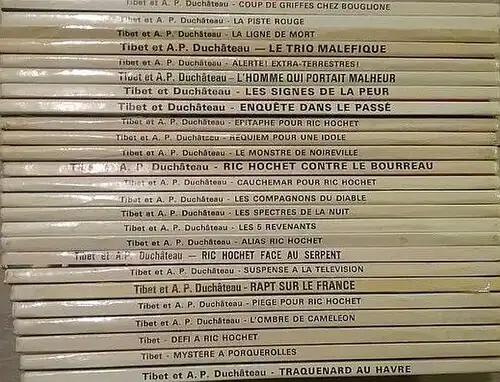 Tibet et A. P. Duchâteau - COUP DE GRIFFES CHEZ BOUGLIONE
Tibet et A. P. Duchâteau - LA PISTE ROUGE
Tibet et A. P. Duchâteau - LA LIGNE DE MORT
Tibet et A.P. Duchâteau - LE TRIO MALEFIQUE
Tibet et A.P. Duchâteau - ALERTE! EXTRA-TERRESTRES!
Tibet et A.P. Duchâteau - L'HOMME QUI PORTAIT MALHEUR
Tibet et Duchâteau - LES SIGNES DE LA PEUR
Tibet et Duchâteau - ENQUÊTE DANS LE PASSÉ
Tibet et Duchâteau - EPITAPHE POUR RIC HOCHET
Tibet et Duchâteau - REQUIEM POUR UNE IDOLE
Tibet et Duchâteau - LE MONSTRE DE NOIREVILLE
Tibet et A. P. Duchâteau - RIC HOCHET CONTRE LE BOURREAU
Tibet et A. P. Duchâteau - CAUCHEMAR POUR RIC HOCHET
Tibet et A. P. Duchâteau - LES COMPAGNONS DU DIABLE
Tibet et A. P. Duchâteau - LES SPECTRES DE LA NUIT
Tibet et A. P. Duchâteau - LES 5 REVENANTS
Tibet et A. P. Duchâteau - ALIAS RIC HOCHET
Tibet et A. P. Duchâteau — RIC HOCHET FACE AU SERPENT
Tibet et A. P. Duchâteau - SUSPENSE A LA TELEVISION
Tibet et A. P. Duchâteau - RAPT SUR LE FRANCE
Tibet et A. P. Duchâteau - PIEGE POUR RIC HOCHET
Tibet et A. P. Duchâteau - L'OMBRE DE CAMELEON
Tibet - DEFI A RIC HOCHET
Tibet - MYSTERE A PORQUEROLLES
Tibet et A. P. Duchâteau - TRAQUENARD AU HAVRE